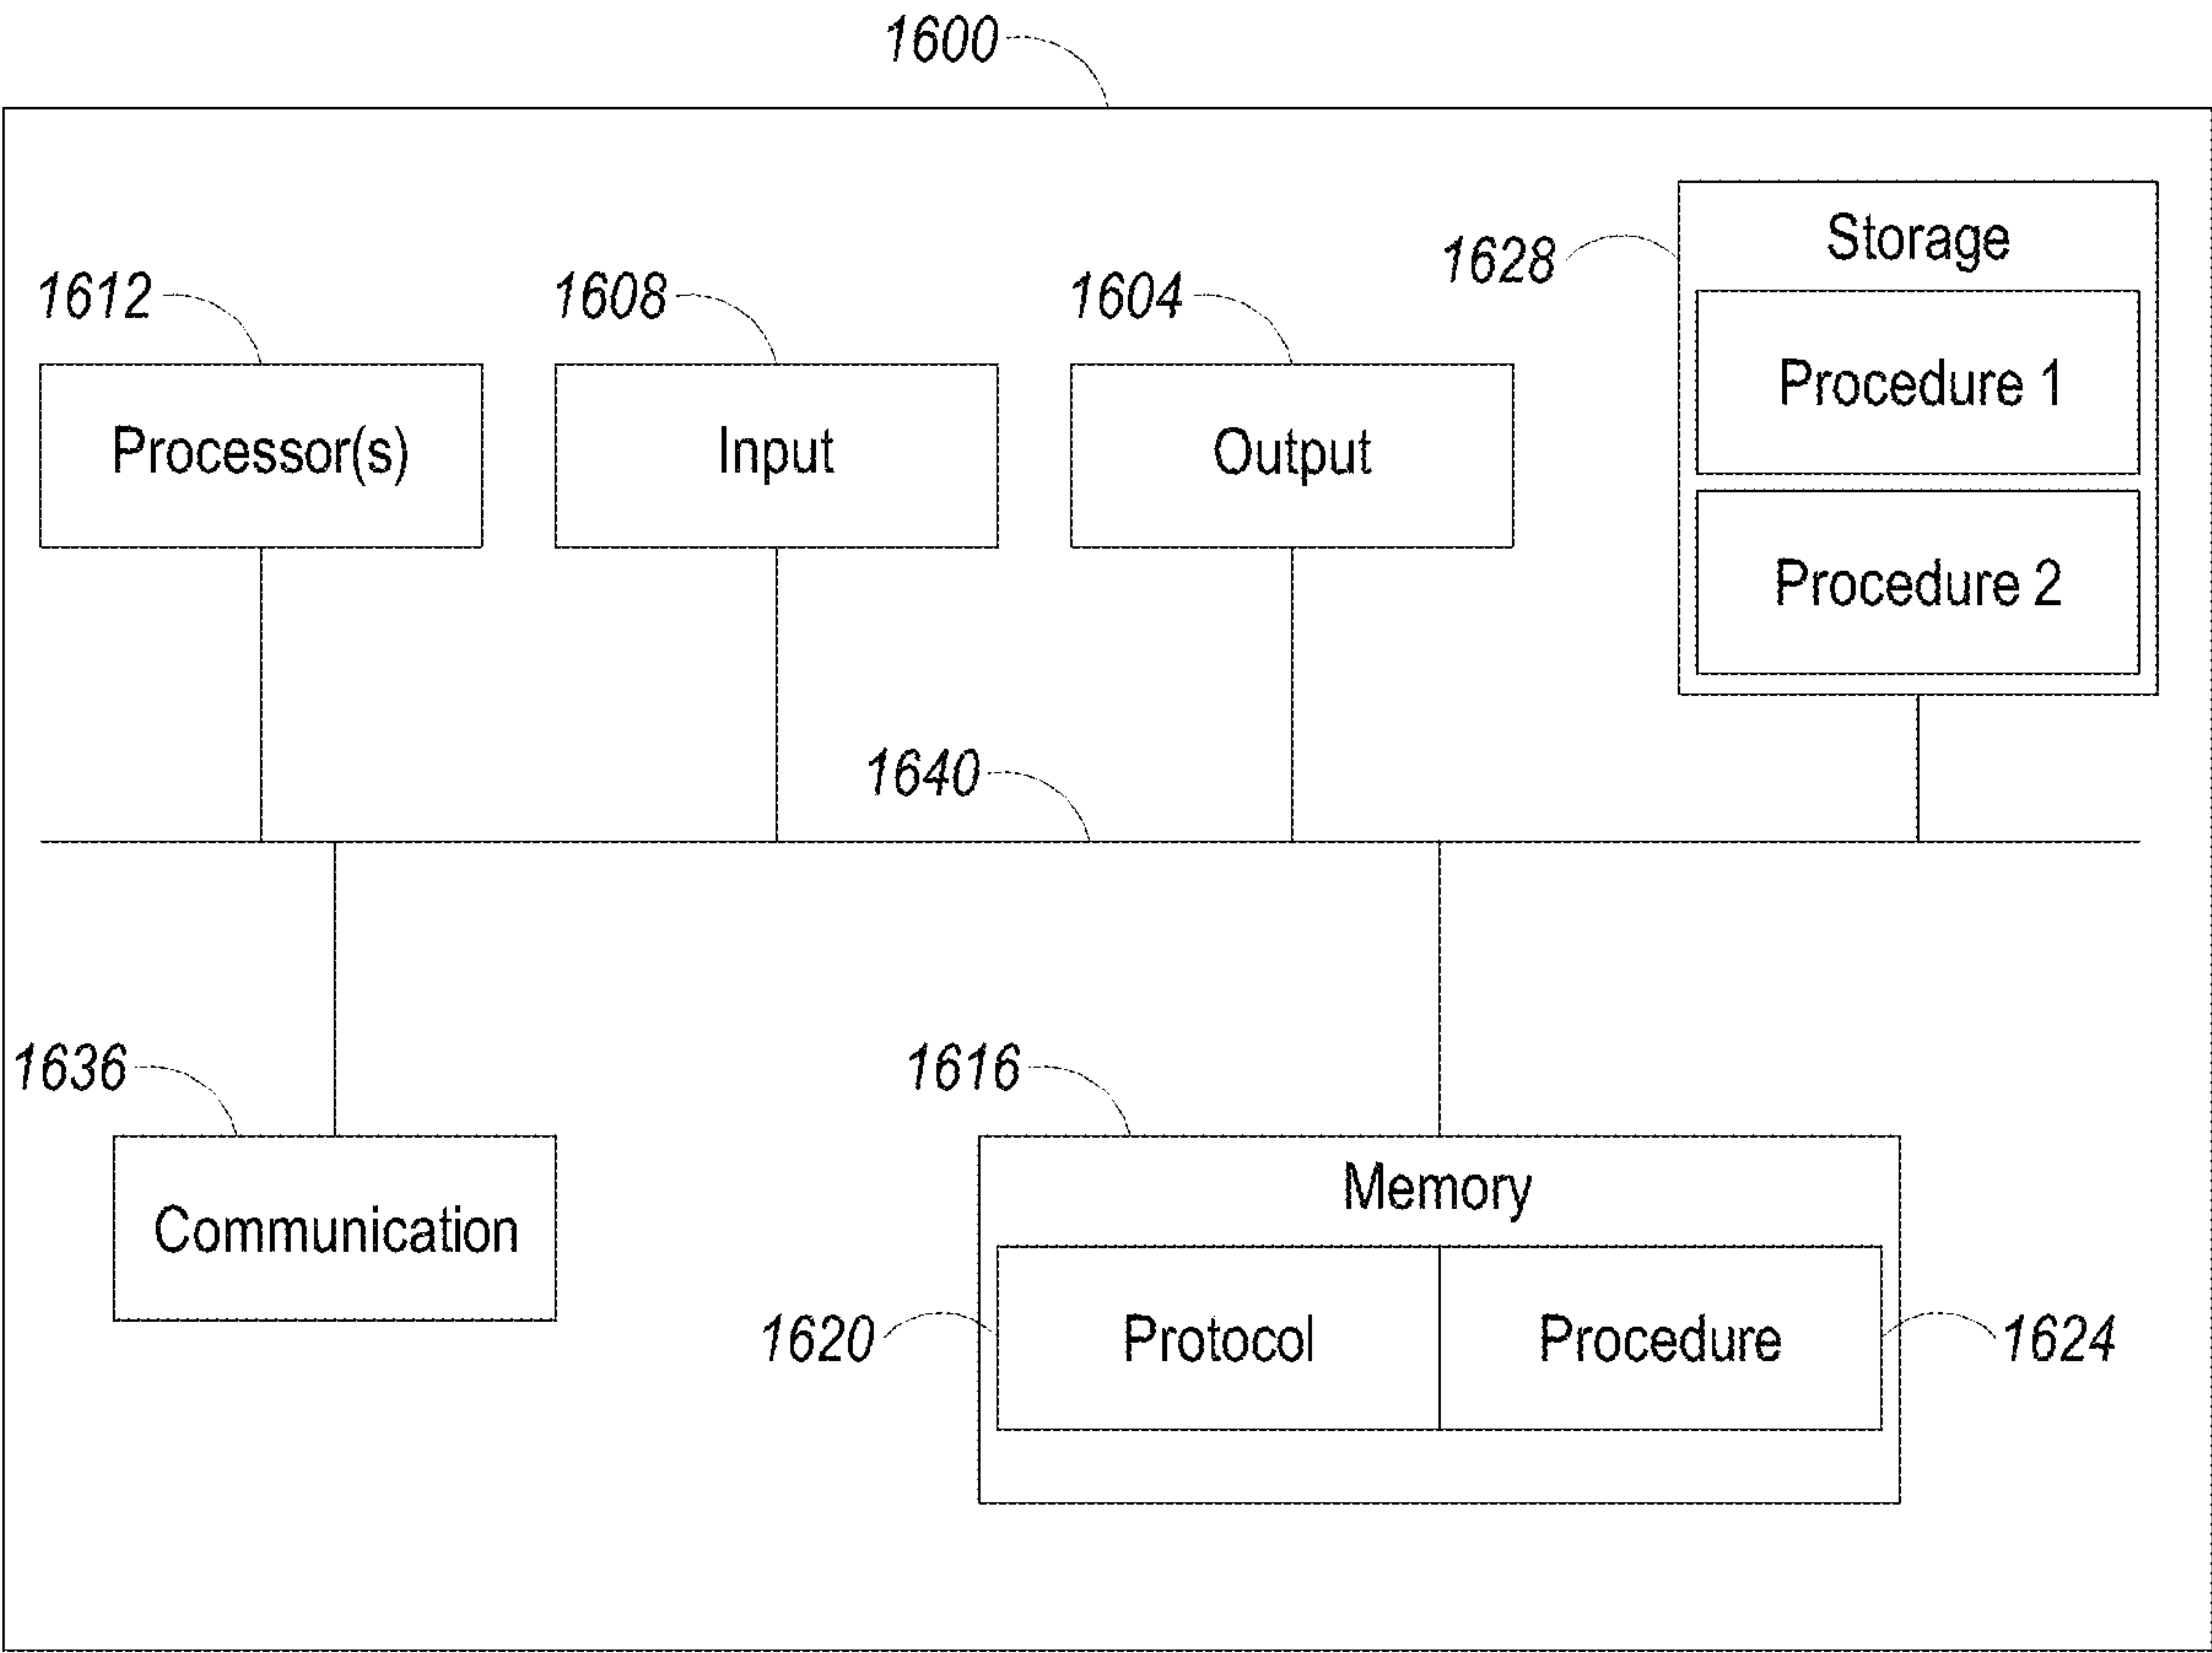 1600
1612
1608
1604
1628
Storage
Procedure 1
Procedure 2
Processor(s)
Input
Output
1640
1636
Communication
1616
Memory
1620
Protocol
Procedure
1624